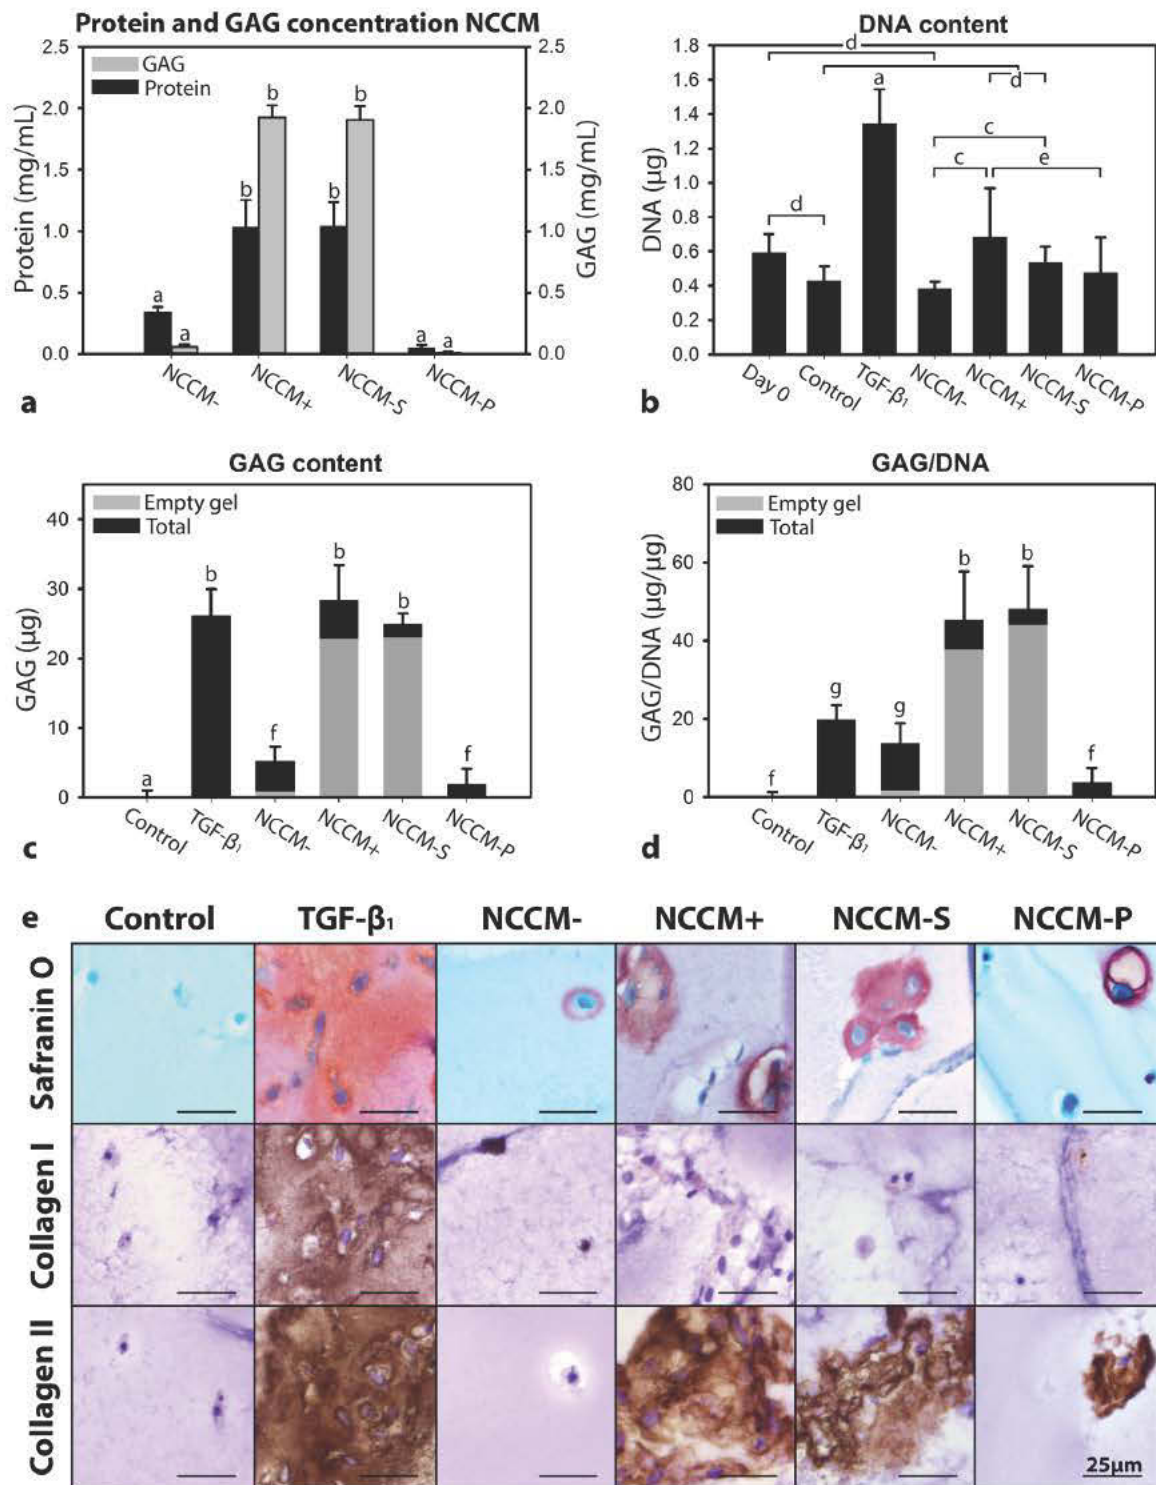 Protein and GAG concentration NCCM
2.5
2.0
1.5
1.0
0.5
0.0
Protein (mg/mL)
GAG
Protein
a
a
b
b
b
b
a
a
2.5
2.0
1.5
1.0
0.5
0.0
GAG (mg/mL)
NCCM-
NCCM+
NCCM-S
NCCM-P
a
DNA content
1.8
1.6
1.4
1.2
1.0
0.8
0.6
0.4
0.2
0.0
DNA (µg)
d
d
a
c
c
e
d
Day 0
Control
TGF-β₁
NCCM-
NCCM+
NCCM-S
NCCM-P
b
GAG content
40
30
20
10
0
GAG (µg)
Empty gel
Total
a
b
f
b
b
f
Control
TGF-β₁
NCCM-
NCCM+
NCCM-S
NCCM-P
c
GAG/DNA
80
60
40
20
0
GAG/DNA (µg/µg)
Empty gel
Total
f
g
g
b
b
f
Control
TGF-β₁
NCCM-
NCCM+
NCCM-S
NCCM-P
d
e
Control
TGF-β₁
NCCM-
NCCM+
NCCM-S
NCCM-P
Safranin O
Collagen I
Collagen II
25µm